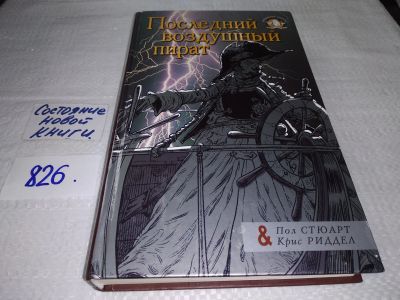 Последний
воздушный
пират
Состояние
новой
книги.
826.
& Пол СТЮАРТ
Крис РИДДЕЛ